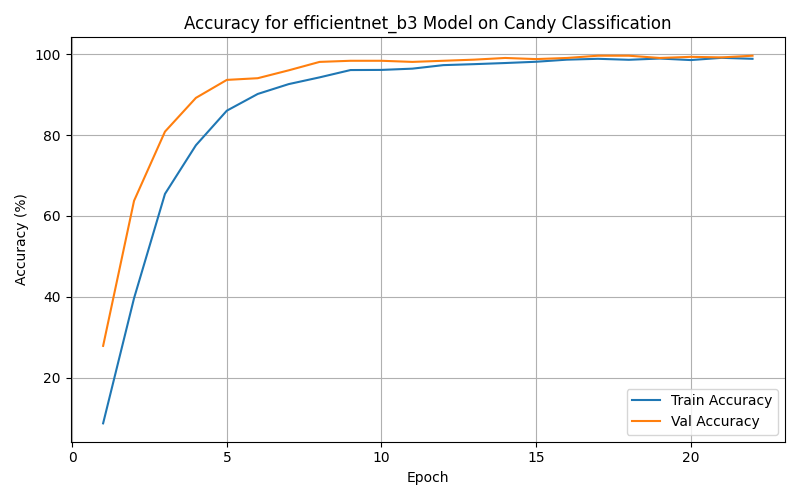 Accuracy for efficientnet_b3 Model on Candy Classification
Accuracy (%)
100
80
60
40
20
0 5 10 15 20
Epoch
Train Accuracy
Val Accuracy